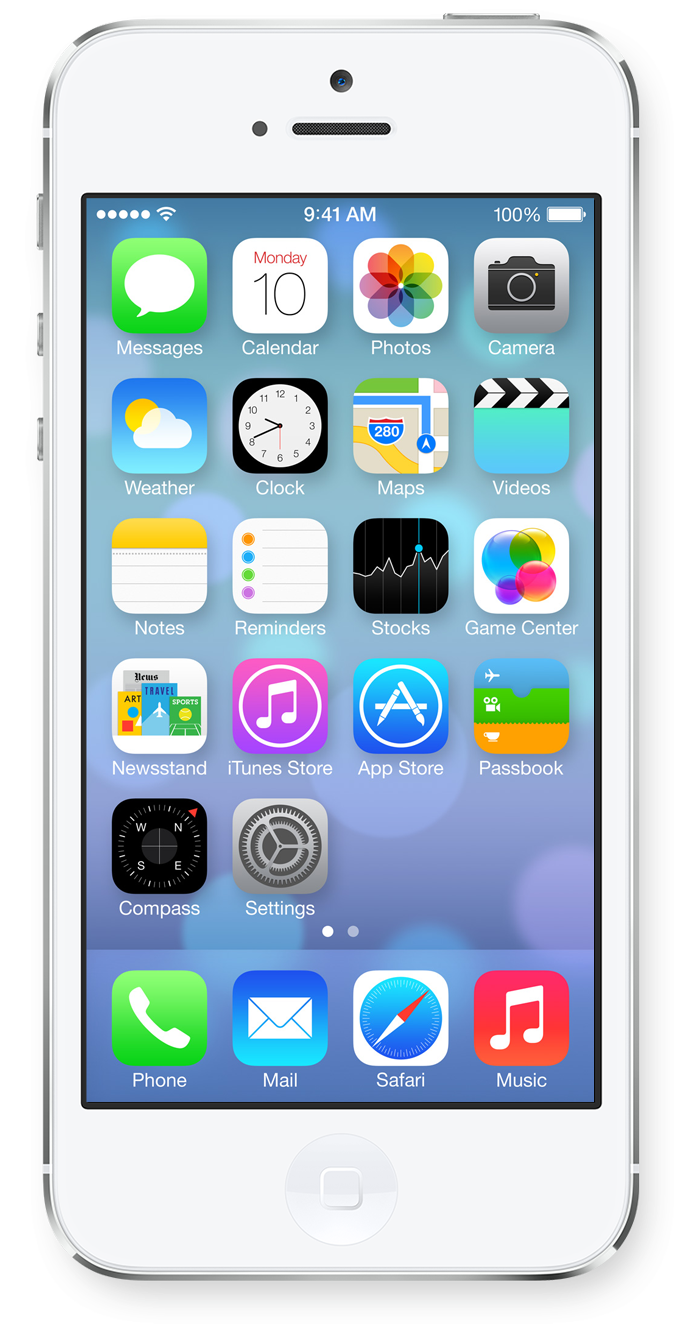 9:41 AM 100%
Monday
10
Messages Calendar Photos Camera
12
11 1
10 2
9 3
8 4
7 5
6
280
Weather Clock Maps Videos
Notes Reminders Stocks Game Center
News
ART TRAVEL SPORTS
Newsstand iTunes Store App Store Passbook
W N
S E
Compass Settings
Phone Mail Safari Music